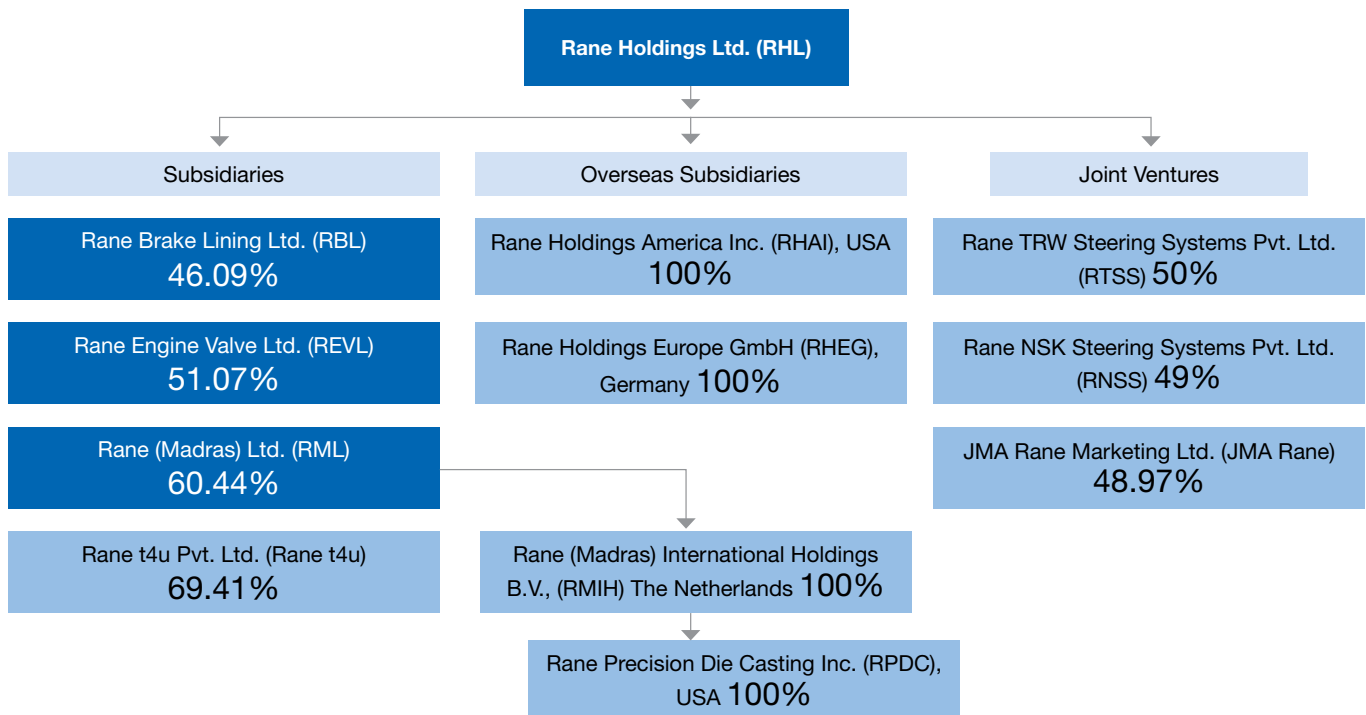 Rane Holdings Ltd. (RHL)
Subsidiaries
Rane Brake Lining Ltd. (RBL)
46.09%
Rane Engine Valve Ltd. (REVL)
51.07%
Rane (Madras) Ltd. (RML)
60.44%
Rane t4u Pvt. Ltd. (Rane t4u)
69.41%
Overseas Subsidiaries
Rane Holdings America Inc. (RHAI), USA
100%
Rane Holdings Europe GmbH (RHEG),
Germany 100%
Rane (Madras) International Holdings
B.V., (RMIH) The Netherlands 100%
Rane Precision Die Casting Inc. (RPDC),
USA 100%
Joint Ventures
Rane TRW Steering Systems Pvt. Ltd.
(RTSS) 50%
Rane NSK Steering Systems Pvt. Ltd.
(RNSS) 49%
JMA Rane Marketing Ltd. (JMA Rane)
48.97%